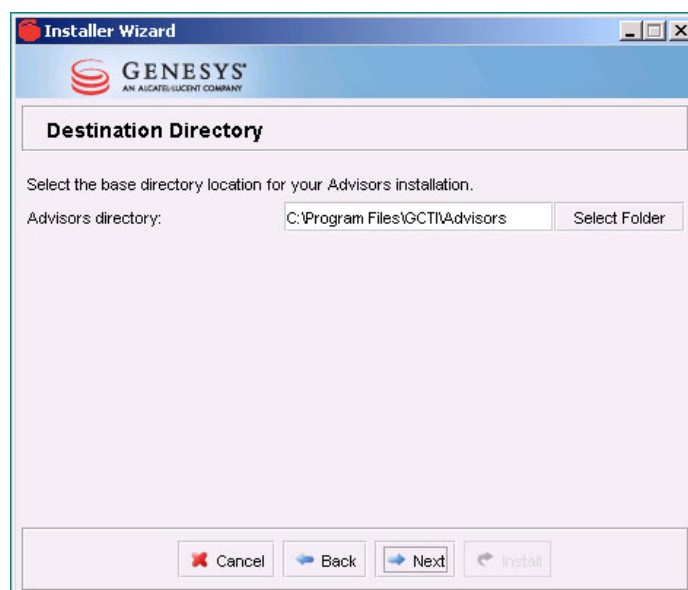 Installer Wizard
GENESYS
AN ALCATEL-LUCENT COMPANY
Destination Directory
Select the base directory location for your Advisors installation.
Advisors directory: C:\Program Files\GCTI\Advisors Select Folder
Cancel Back Next Install